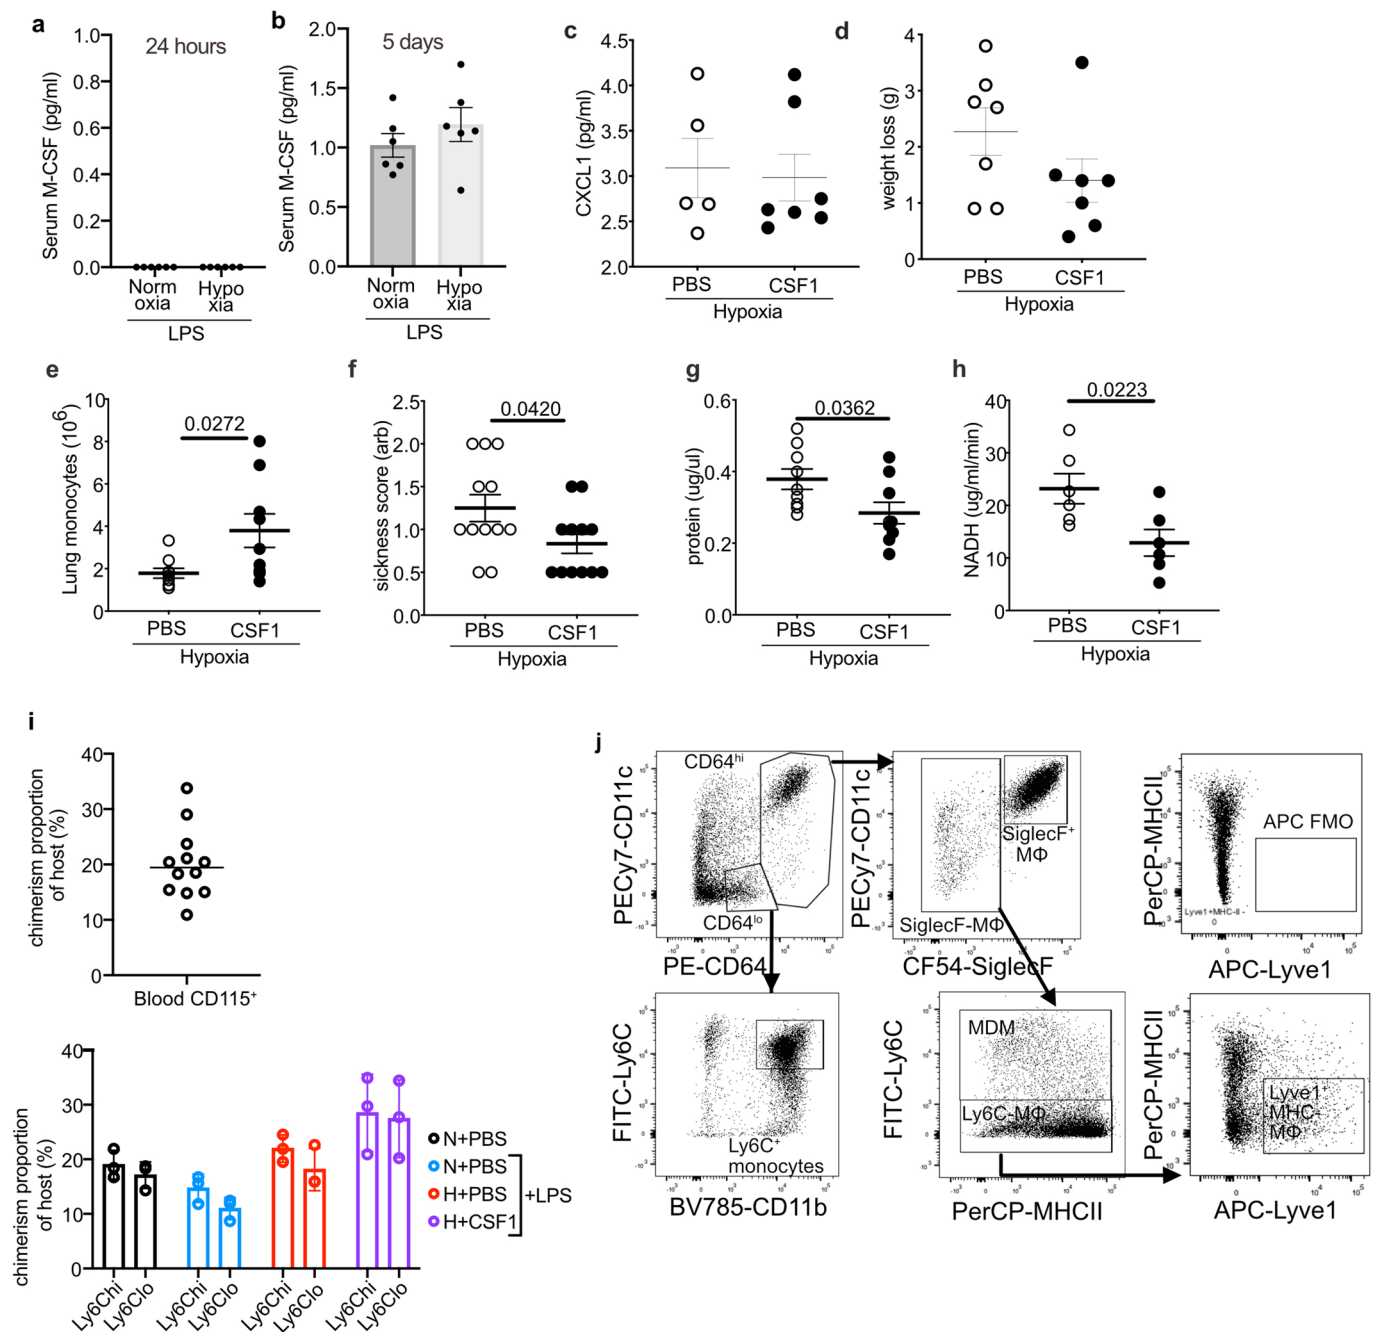 a
24 hours
Serum M-CSF (pg/ml)
1.0
0.8
0.6
0.4
0.2
0.0
Norm
oxia
Hypo
xia
LPS
b
5 days
Serum M-CSF (pg/ml)
2.0
1.5
1.0
0.5
0.0
Norm
oxia
Hypo
xia
LPS
c
CXCL1 (pg/ml)
4.5
4.0
3.5
3.0
2.5
2.0
PBS
CSF1
Hypoxia
d
weight loss (g)
4
3
2
1
0
PBS
CSF1
Hypoxia
e
Lung monocytes (10⁶)
10
8
6
4
2
0
0.0272
PBS
CSF1
Hypoxia
f
sickness score (arb)
2.5
2.0
1.5
1.0
0.5
0.0
0.0420
PBS
CSF1
Hypoxia
g
protein (ug/ul)
0.6
0.4
0.2
0.0
0.0362
PBS
CSF1
Hypoxia
h
NADH (ug/ml/min)
40
30
20
10
0
0.0223
PBS
CSF1
Hypoxia
i
chimerism proportion
of host (%)
40
30
20
10
0
Blood CD115⁺
chimerism proportion
of host (%)
40
30
20
10
0
Ly6Chi
Ly6Clo
Ly6Chi
Ly6Clo
Ly6Chi
Ly6Clo
Ly6Chi
Ly6Clo
N+PBS
N+PBS
H+PBS
H+CSF1
+LPS
j
CD64ʰⁱ
CD64ˡᵒ
PECy7-CD11c
PE-CD64
SiglecF⁺
MΦ
SiglecF-MΦ
PECy7-CD11c
CF54-SiglecF
APC FMO
Lyve1+MHC-II -
0
PerCP-MHCII
APC-Lyve1
Ly6C⁺
monocytes
FITC-Ly6C
BV785-CD11b
MDM
Ly6C-MΦ
FITC-Ly6C
PerCP-MHCII
Lyve1⁺
MHC-
MΦ
PerCP-MHCII
APC-Lyve1